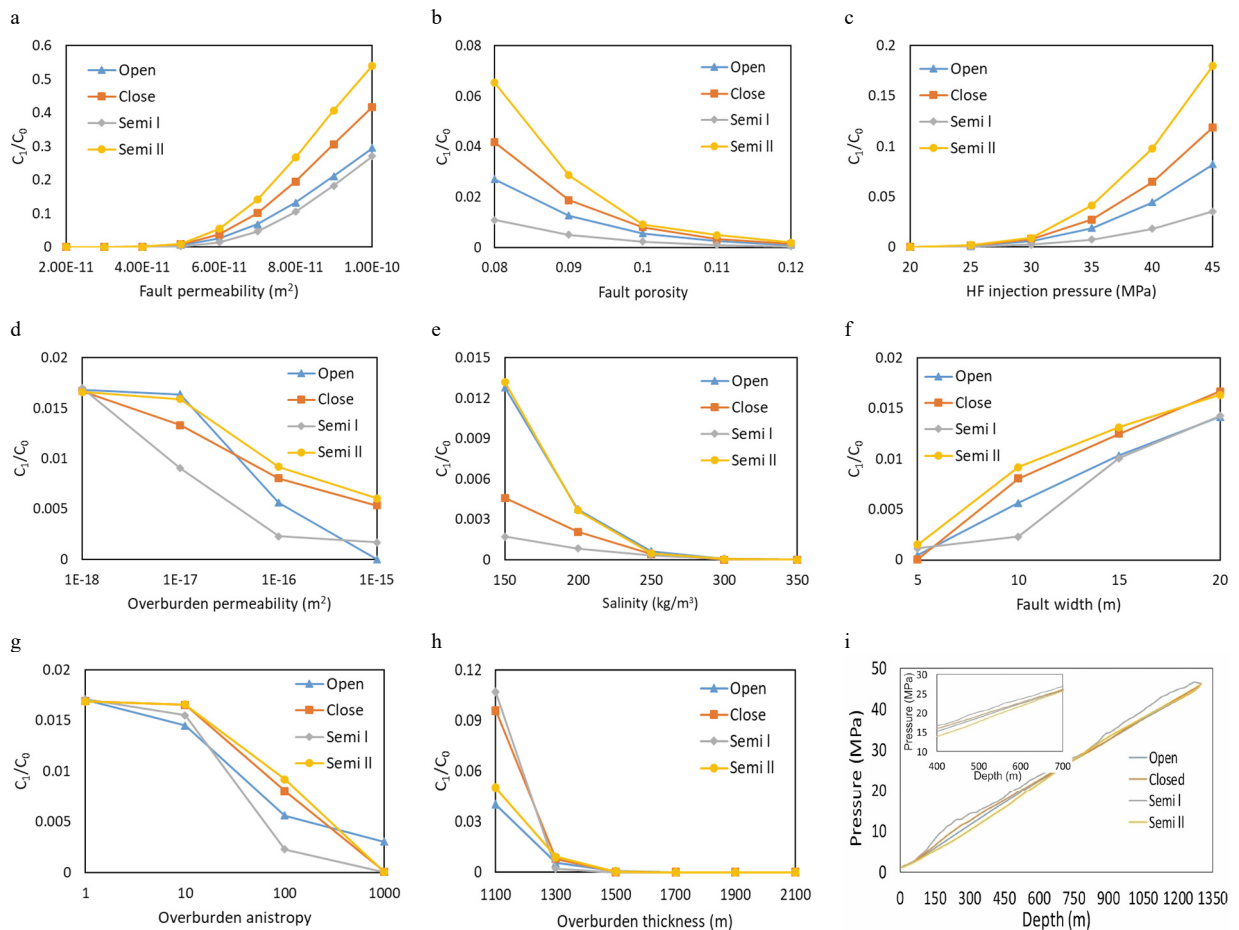 a
0.6
0.5
0.4
0.3
0.2
0.1
0
C1/C0
Open
Close
Semi I
Semi II
2.00E-11 4.00E-11 6.00E-11 8.00E-11 1.00E-10
Fault permeability (m²)
b
0.08
0.06
0.04
0.02
0
C1/C0
Open
Close
Semi I
Semi II
0.08 0.09 0.1 0.11 0.12
Fault porosity
c
0.2
0.15
0.1
0.05
0
C1/C0
Open
Close
Semi I
Semi II
20 25 30 35 40 45
HF injection pressure (MPa)
d
0.02
0.015
0.01
0.005
0
C1/C0
Open
Close
Semi I
Semi II
1E-18 1E-17 1E-16 1E-15
Overburden permeability (m²)
e
0.015
0.012
0.009
0.006
0.003
0
C1/C0
Open
Close
Semi I
Semi II
150 200 250 300 350
Salinity (kg/m³)
f
0.02
0.015
0.01
0.005
0
C1/C0
Open
Close
Semi I
Semi II
5 10 15 20
Fault width (m)
g
0.02
0.015
0.01
0.005
0
C1/C0
Open
Close
Semi I
Semi II
1 10 100 1000
Overburden anistropy
h
0.12
0.09
0.06
0.03
0
C1/C0
Open
Close
Semi I
Semi II
1100 1300 1500 1700 1900 2100
Overburden thickness (m)
i
50
40
30
20
10
0
Pressure (MPa)
30
25
20
15
10
Pressure (MPa)
400 500 600 700
Depth (m)
Open
Closed
Semi I
Semi II
0 150 300 450 600 750 900 1050 1200 1350
Depth (m)